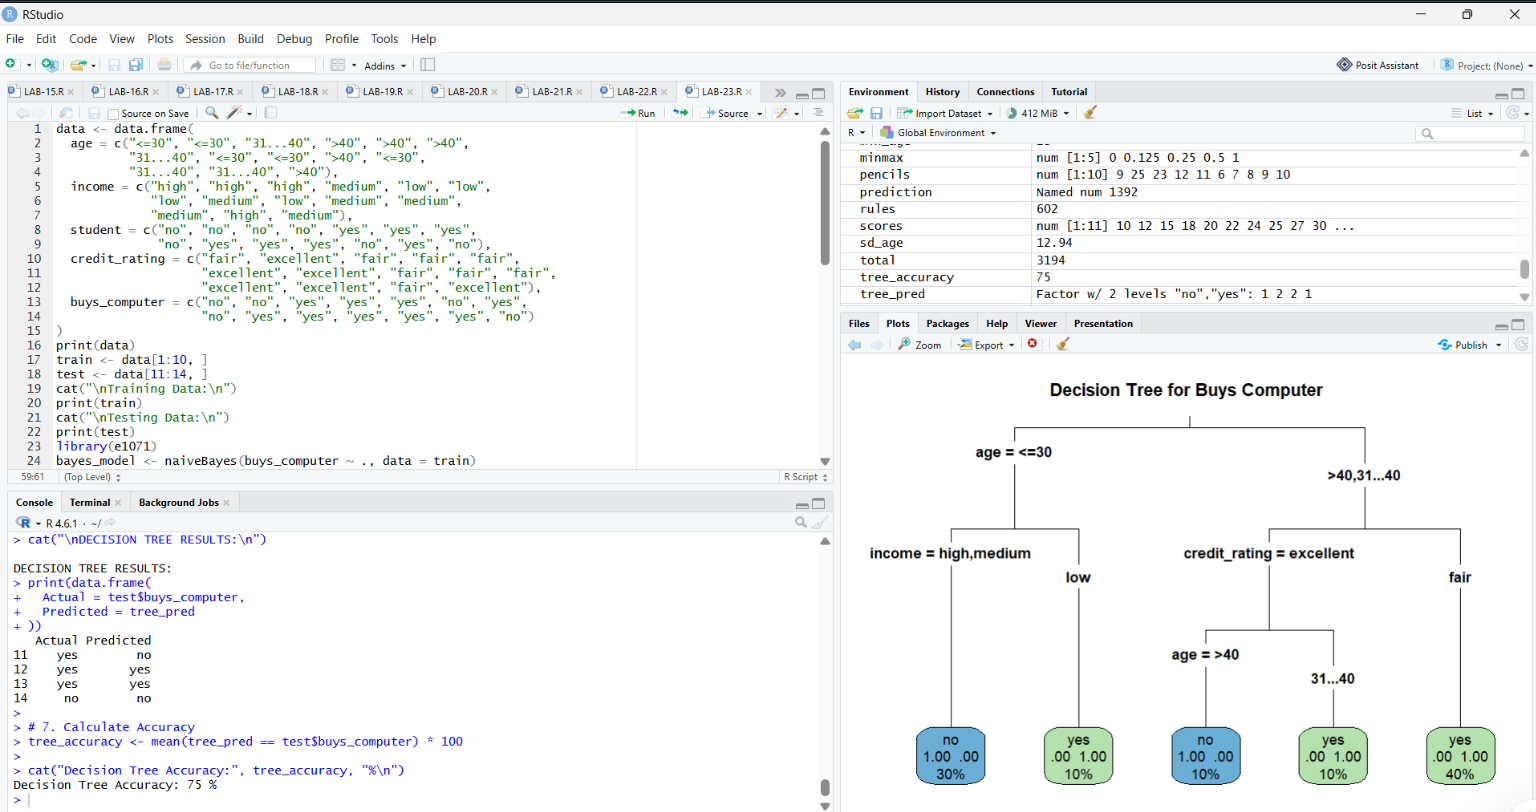 RStudio
File Edit Code View Plots Session Build Debug Profile Tools Help
Go to file/function Addins Posit Assistant Project: (None)
LAB-15.R LAB-16.R LAB-17.R LAB-18.R LAB-19.R LAB-20.R LAB-21.R LAB-22.R LAB-23.R
Source on Save Run Source
1 data <- data.frame(
2 age = c("<=30", "<=30", "31...40", ">40", ">40", ">40",
3 "31...40", "<=30", "<=30", ">40", "<=30",
4 "31...40", "31...40", ">40"),
5 income = c("high", "high", "high", "medium", "low", "low",
6 "low", "medium", "low", "medium", "medium",
7 "medium", "high", "medium"),
8 student = c("no", "no", "no", "no", "yes", "yes", "yes",
9 "no", "yes", "yes", "yes", "no", "yes", "no"),
10 credit_rating = c("fair", "excellent", "fair", "fair", "fair",
11 "excellent", "excellent", "fair", "fair", "fair",
12 "excellent", "excellent", "fair", "excellent"),
13 buys_computer = c("no", "no", "yes", "yes", "yes", "no", "yes",
14 "no", "yes", "yes", "yes", "yes", "yes", "no")
15 )
16 print(data)
17 train <- data[1:10, ]
18 test <- data[11:14, ]
19 cat("\nTraining Data:\n")
20 print(train)
21 cat("\nTesting Data:\n")
22 print(test)
23 library(e1071)
24 bayes_model <- naiveBayes(buys_computer ~ ., data = train)
59:61 (Top Level) R Script
Console Terminal Background Jobs
R 4.6.1 · ~/
> cat("\nDECISION TREE RESULTS:\n")
DECISION TREE RESULTS:
> print(data.frame(
+ Actual = test$buys_computer,
+ Predicted = tree_pred
+ ))
Actual Predicted
11 yes no
12 yes yes
13 yes yes
14 no no
>
> # 7. Calculate Accuracy
> tree_accuracy <- mean(tree_pred == test$buys_computer) * 100
>
> cat("Decision Tree Accuracy:", tree_accuracy, "%\n")
Decision Tree Accuracy: 75 %
>
Environment History Connections Tutorial
Import Dataset 412 MiB List
R Global Environment
minmax num [1:5] 0 0.125 0.25 0.5 1
pencils num [1:10] 9 25 23 12 11 6 7 8 9 10
prediction Named num 1392
rules 602
scores num [1:11] 10 12 15 18 20 22 24 25 27 30 ...
sd_age 12.94
total 3194
tree_accuracy 75
tree_pred Factor w/ 2 levels "no","yes": 1 2 2 1
Files Plots Packages Help Viewer Presentation
Zoom Export Publish
Decision Tree for Buys Computer
age = <=30
>40,31...40
income = high,medium
credit_rating = excellent
low
fair
age = >40
31...40
no yes no yes yes
1.00 .00 .00 1.00 1.00 .00 .00 1.00 .00 1.00
30% 10% 10% 10% 40%